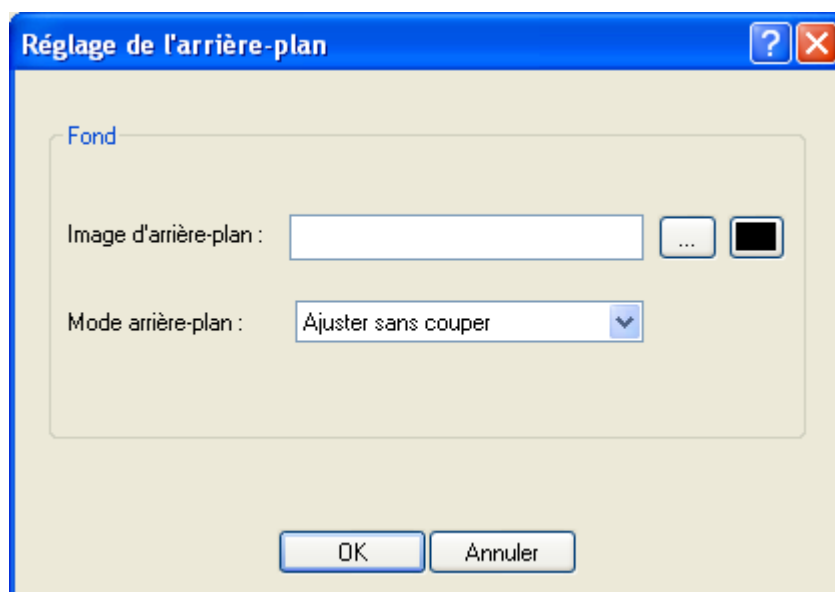 Réglage de l'arrière-plan
Fond
Image d'arrière-plan :
...
Mode arrière-plan :
Ajuster sans couper
OK
Annuler